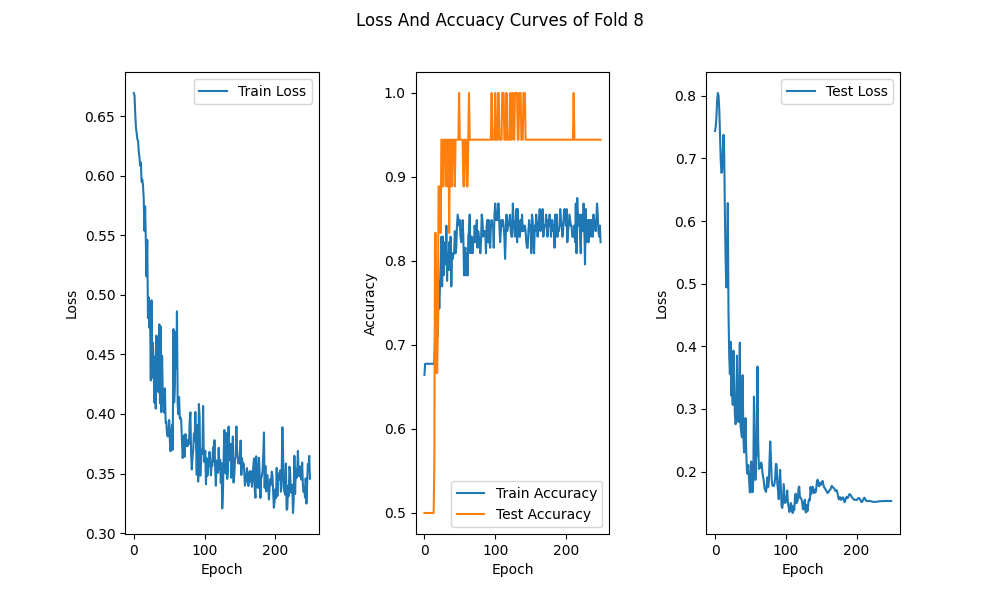 Loss And Accuacy Curves of Fold 8
Train Loss
0.65
0.60
0.55
0.50
0.45
0.40
0.35
0.30
Loss
0
100
200
Epoch
1.0
0.9
0.8
0.7
0.6
0.5
Accuracy
Train Accuracy
Test Accuracy
0
100
200
Epoch
Test Loss
0.8
0.7
0.6
0.5
0.4
0.3
0.2
Loss
0
100
200
Epoch